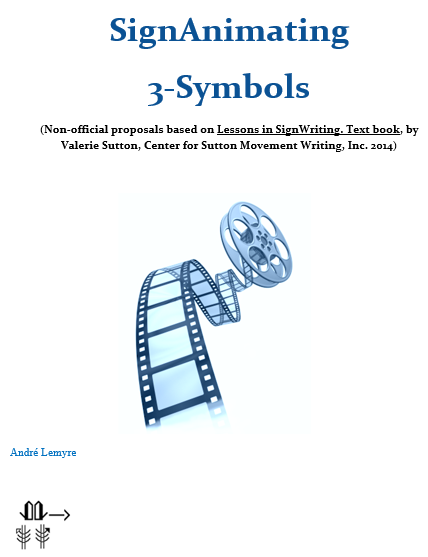 SignAnimating
3-Symbols
(Non-official proposals based on Lessons in SignWriting. Text book, by
Valerie Sutton, Center for Sutton Movement Writing, Inc. 2014)
André Lemyre